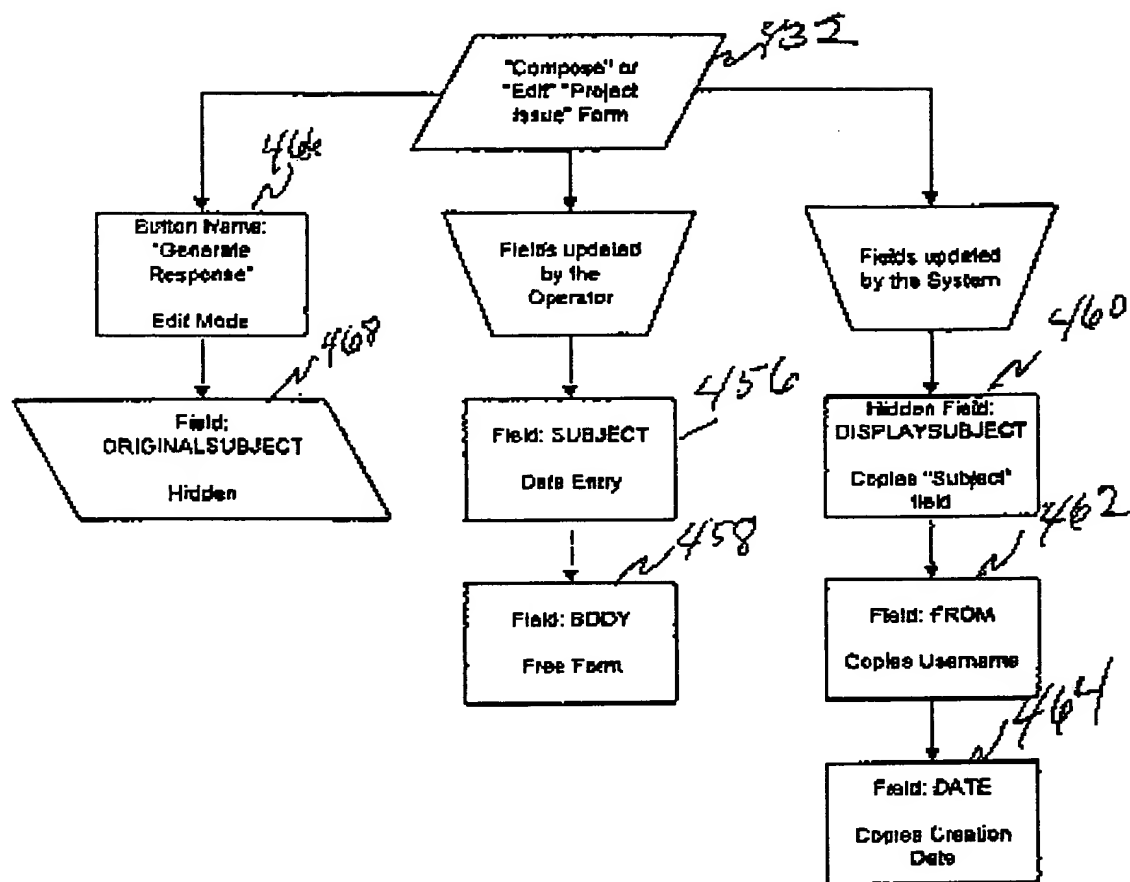 "Compose" or
"Edit" "Project
Issue" Form
432
466
Button Name:
"Generate
Response"
Edit Mode
468
Field:
ORIGINALSUBJECT
Hidden
Fields updated
by the
Operator
456
Field: SUBJECT
Data Entry
458
Field: BODY
Free Form
Fields updated
by the System
460
Hidden Field:
DISPLAYSUBJECT
Copies "Subject"
field
462
Field: FROM
Copies Username
464
Field: DATE
Copies Creation
Date